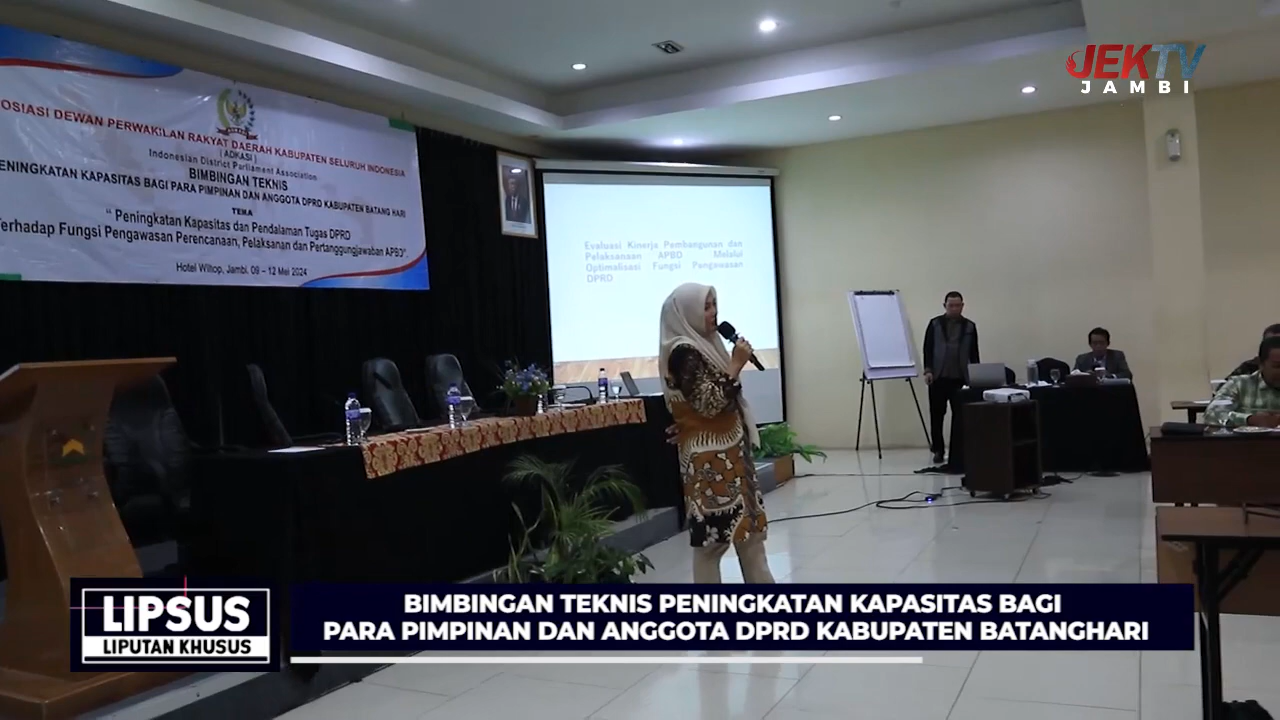 JEKTV
JAMBI
OSIASI DEWAN PERWAKILAN RAKYAT DAERAH KABUPATEN SELURUH INDONESIA
( ADKASI )
Indonesian District Parliament Association
BIMBINGAN TEKNIS
ENINGKATAN KAPASITAS BAGI PARA PIMPINAN DAN ANGGOTA DPRD KABUPATEN BATANG HARI
TEMA
“ Peningkatan Kapasitas dan Pendalaman Tugas DPRD
Terhadap Fungsi Pengawasan Perencanaan, Pelaksanan dan Pertanggungjawaban APBD”.
Hotel Wiltop, Jambi, 09 – 12 Mei 2024
Evaluasi Kinerja Pembangunan dan
Pelaksanaan APBD Melalui
Optimalisasi Fungsi Pengawasan
DPRD
LIPSUS
LIPUTAN KHUSUS
BIMBINGAN TEKNIS PENINGKATAN KAPASITAS BAGI
PARA PIMPINAN DAN ANGGOTA DPRD KABUPATEN BATANGHARI